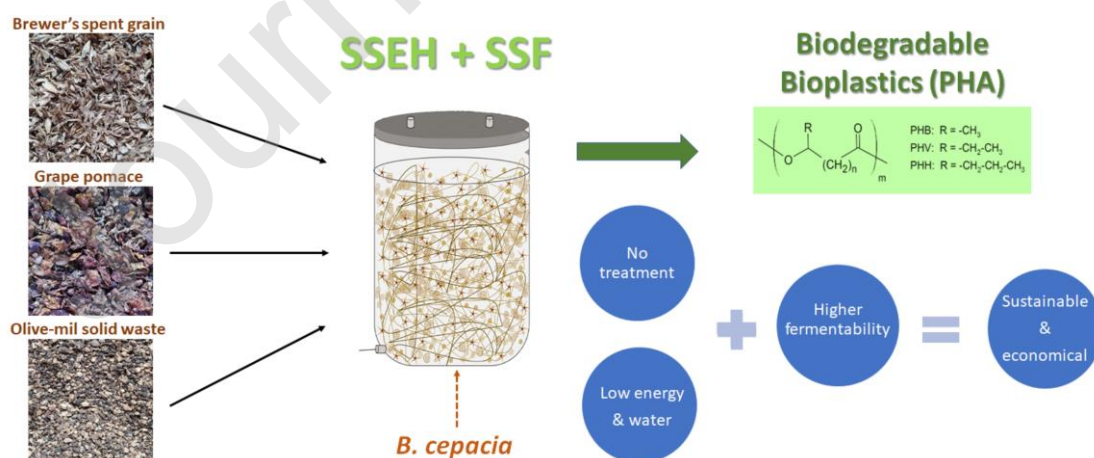 Brewer's spent grain
Grape pomace
Olive-mil solid waste
SSEH + SSF
B. cepacia
Biodegradable
Bioplastics (PHA)
R
O
O
(CH₂)n
m
PHB: R = -CH₃
PHV: R = -CH₂-CH₃
PHH: R = -CH₂-CH₂-CH₃
No
treatment
Low energy
& water
+
Higher
fermentability
=
Sustainable
&
economical